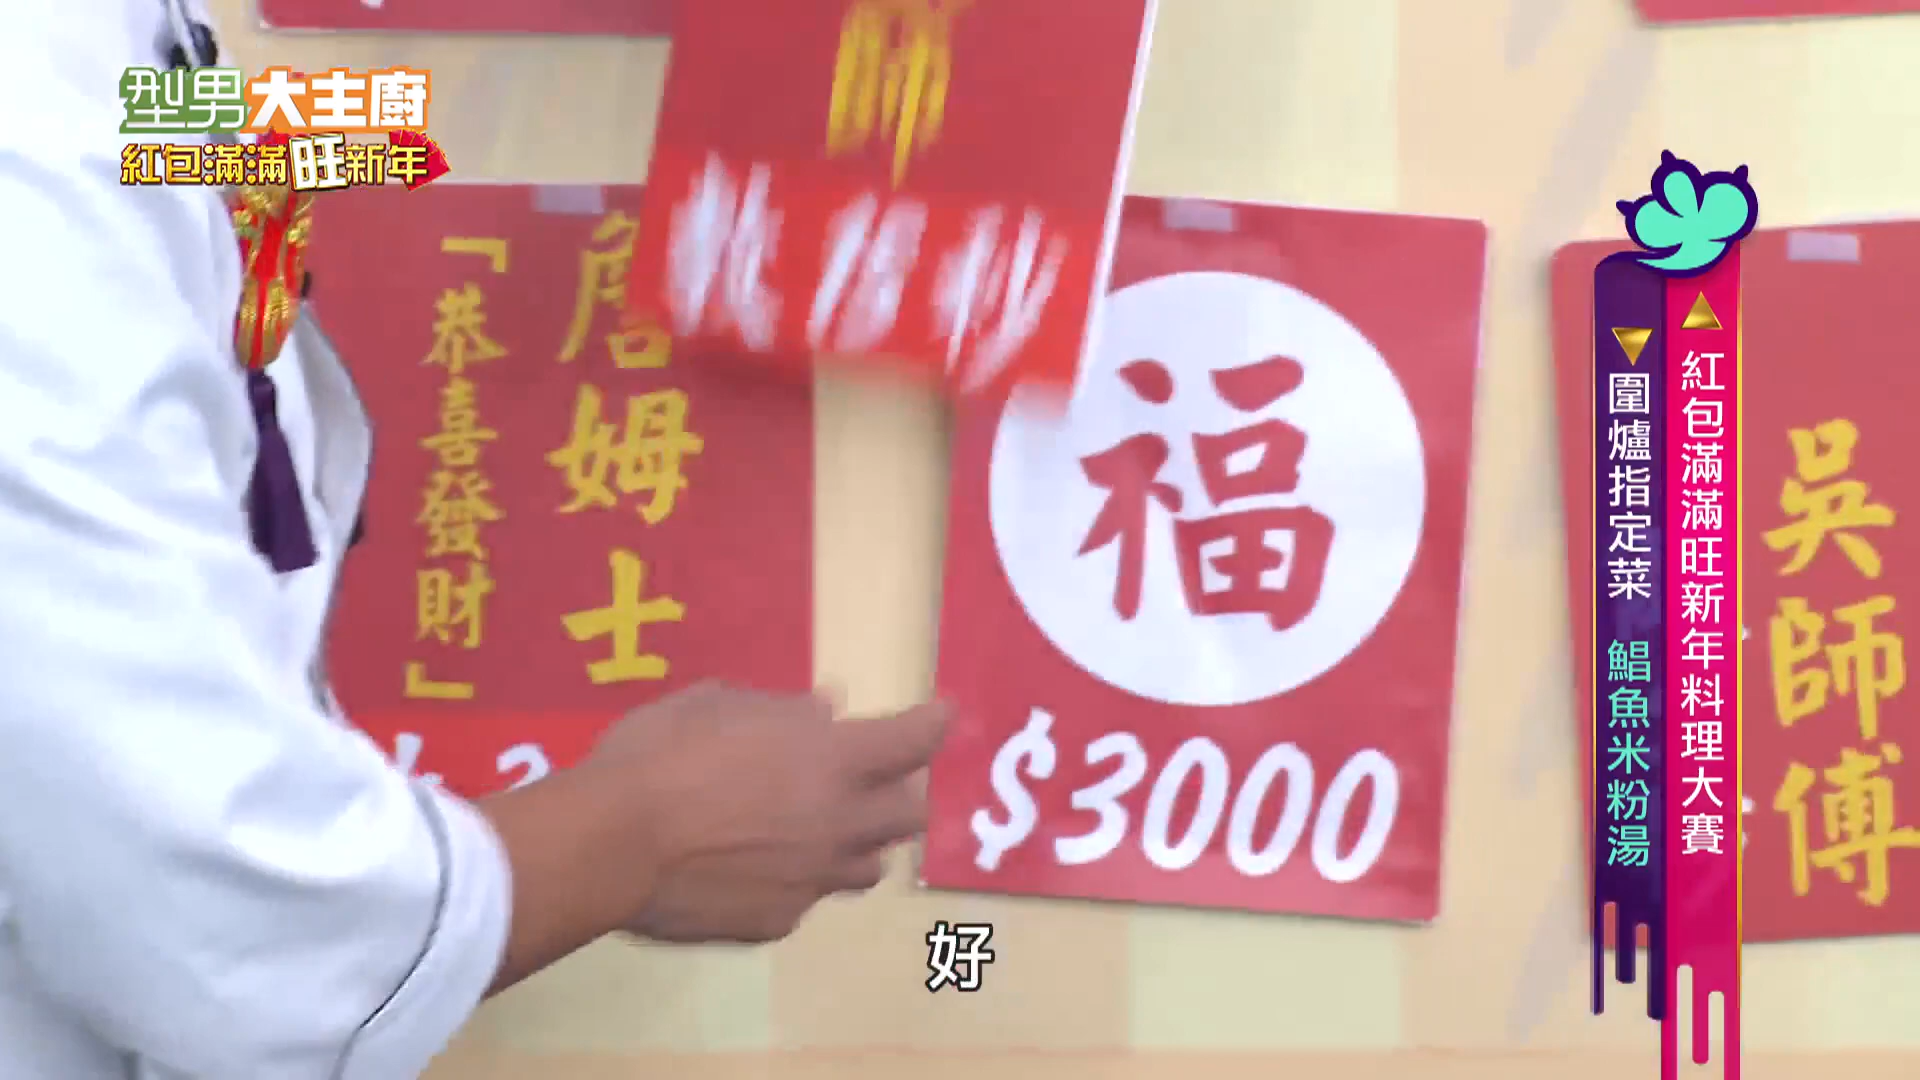 型男大主廚
紅包滿滿旺新年
師
詹姆士
「恭喜發財」
福
$3000
吳師傅
紅包滿滿旺新年料理大賽
圍爐指定菜 鯧魚米粉湯
好